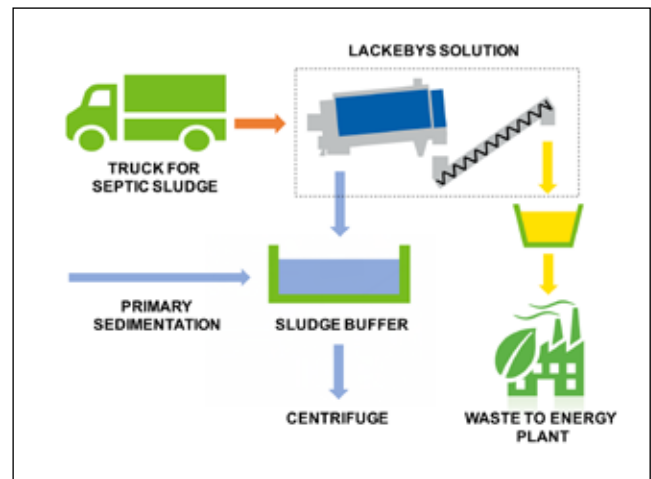 LACKEBYS SOLUTION
TRUCK FOR
SEPTIC SLUDGE
PRIMARY
SEDIMENTATION
SLUDGE BUFFER
CENTRIFUGE
WASTE TO ENERGY
PLANT